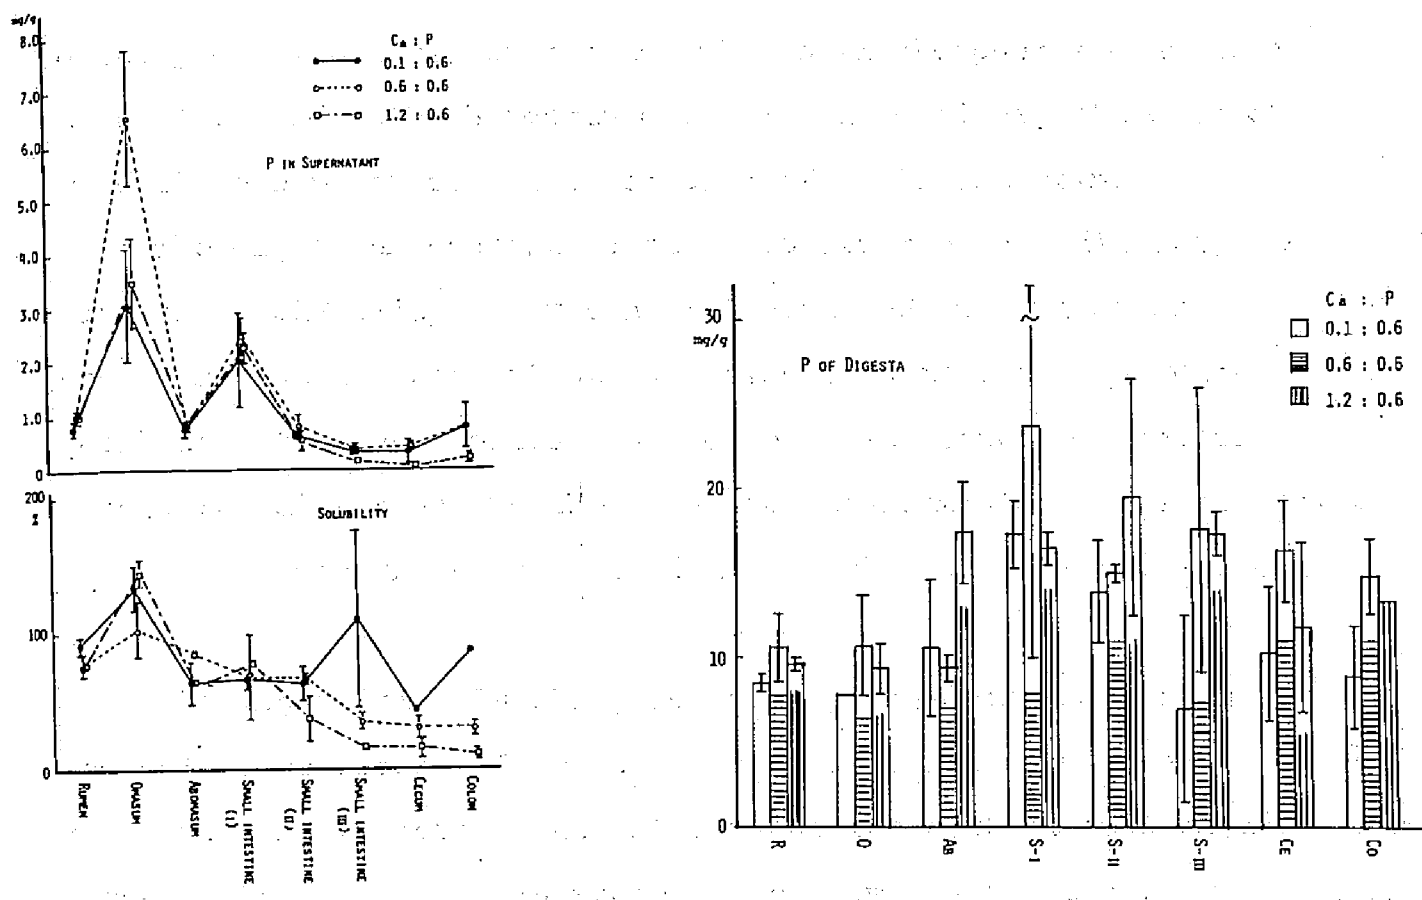 mg/g
8.0
7.0
6.0
5.0
4.0
3.0
2.0
1.0
0
Ca : P
0.1 : 0.6
0.6 : 0.6
1.2 : 0.6
P IN SUPERNATANT
200
%
100
0
SOLUBILITY
RUMEN
OMASUM
ABOMASUM
SMALL INTESTINE (I)
SMALL INTESTINE (II)
SMALL INTESTINE (III)
CECUM
COLON
30
mg/g
20
10
0
P OF DIGESTA
Ca : P
0.1 : 0.6
0.6 : 0.6
1.2 : 0.6
R
O
AB
S-I
S-II
S-III
CE
CO